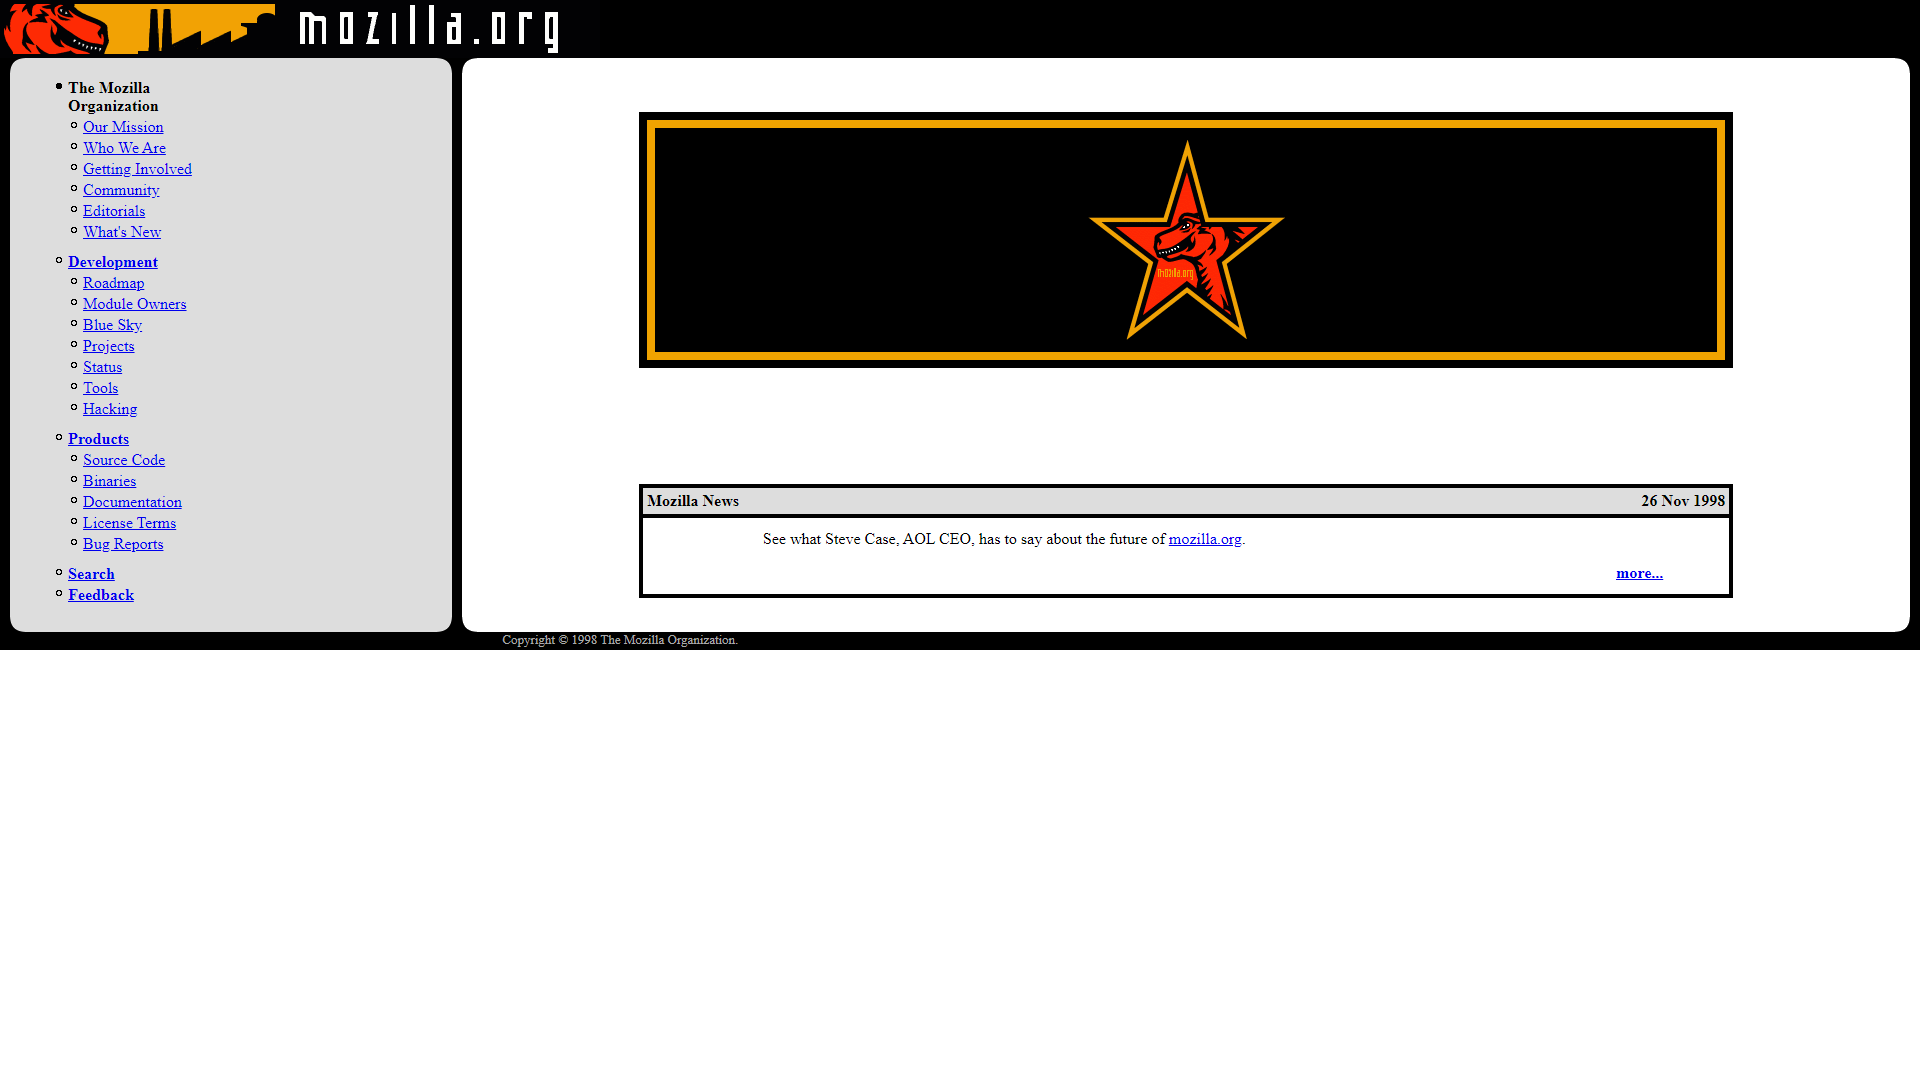 mozilla.org
The Mozilla
Organization
Our Mission
Who We Are
Getting Involved
Community
Editorials
What's New
Development
Roadmap
Module Owners
Blue Sky
Projects
Status
Tools
Hacking
Products
Source Code
Binaries
Documentation
License Terms
Bug Reports
Search
Feedback
mozilla.org
Mozilla News 26 Nov 1998
See what Steve Case, AOL CEO, has to say about the future of mozilla.org.
more...
Copyright © 1998 The Mozilla Organization.